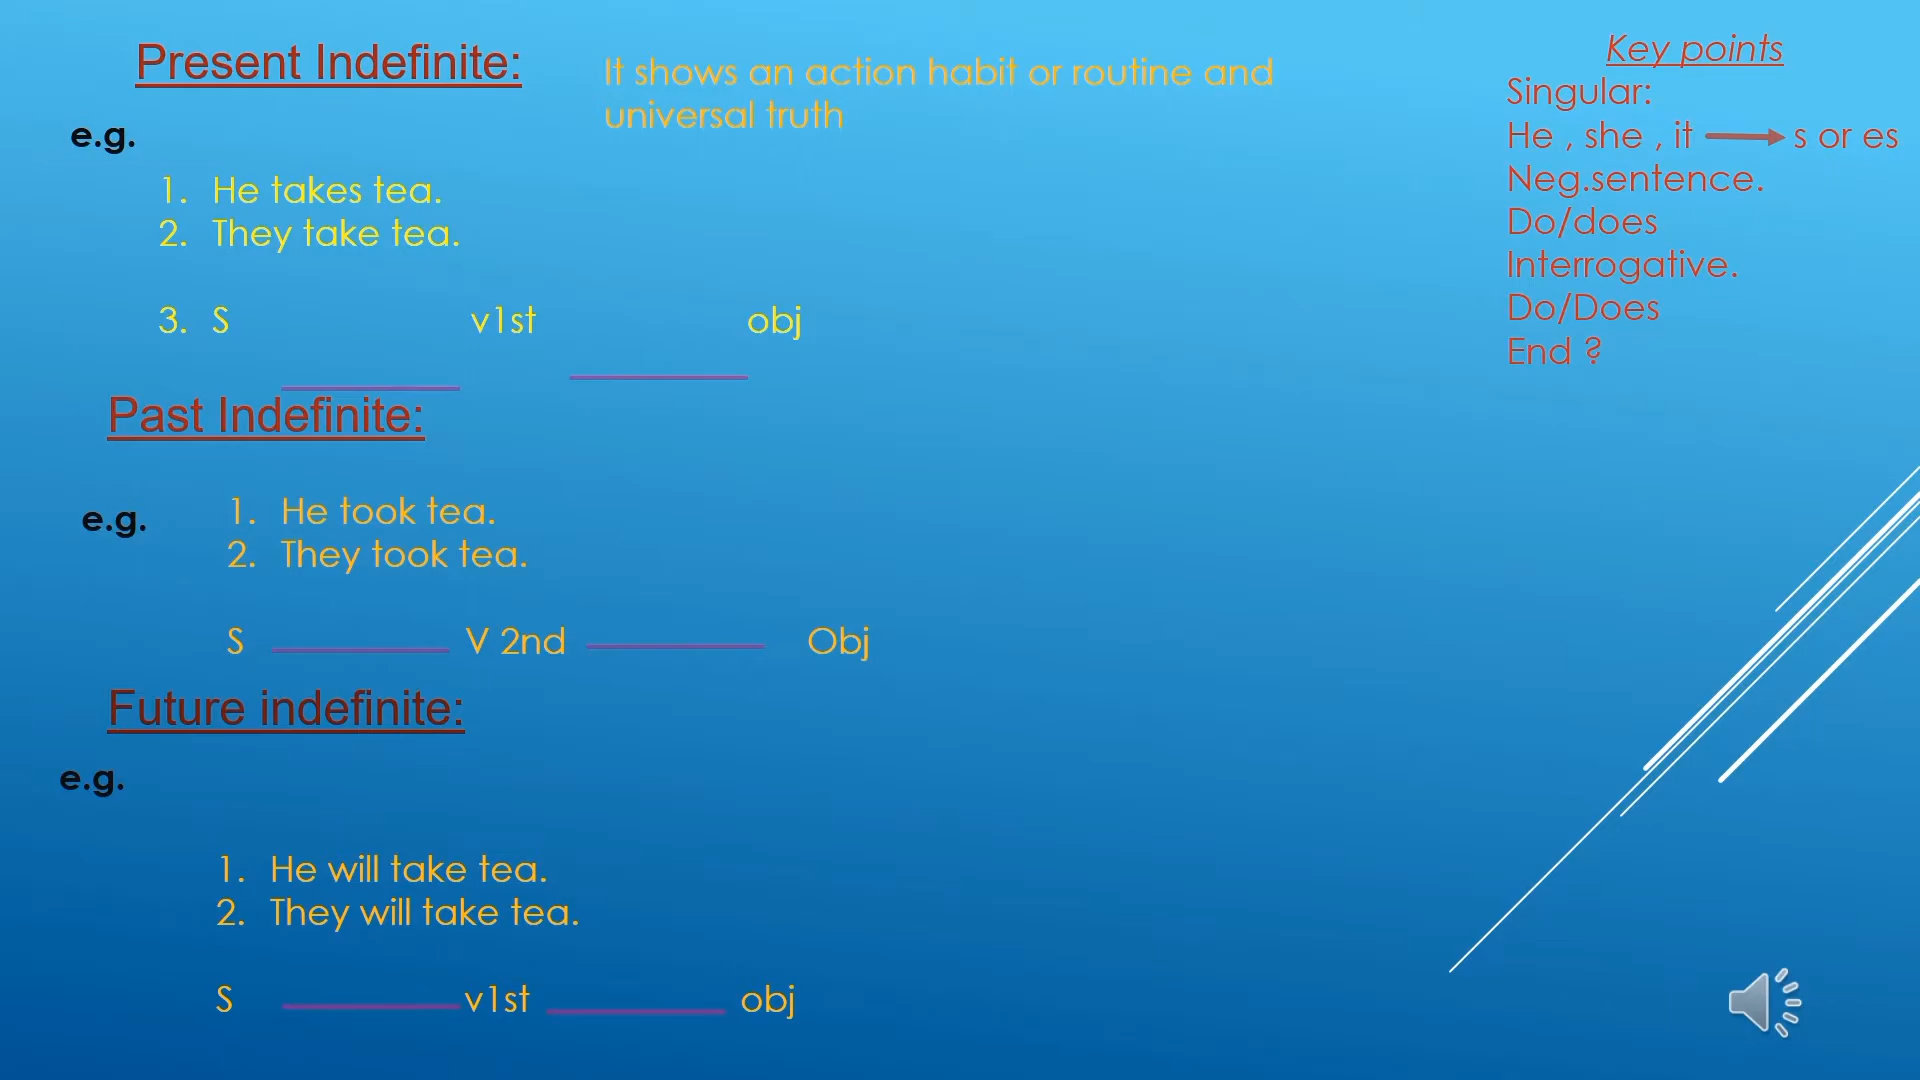 Present Indefinite:
It shows an action habit or routine and
universal truth
e.g.
1. He takes tea.
2. They take tea.
3. S v1st obj
Past Indefinite:
e.g.
1. He took tea.
2. They took tea.
S V 2nd Obj
Future indefinite:
e.g.
1. He will take tea.
2. They will take tea.
S v1st obj
Key points
Singular:
He , she , it s or es
Neg.sentence.
Do/does
Interrogative.
Do/Does
End ?